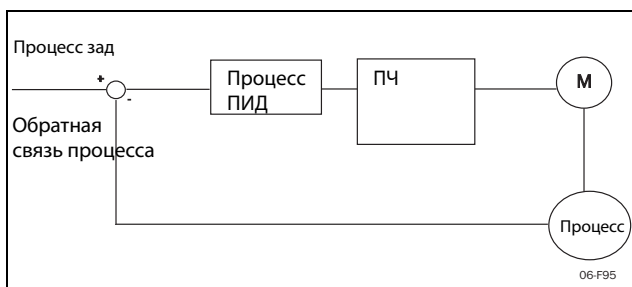 Процесс зад
+
-
Процесс
ПИД
ПЧ
M
Обратная
связь процесса
Процесс
06-F95